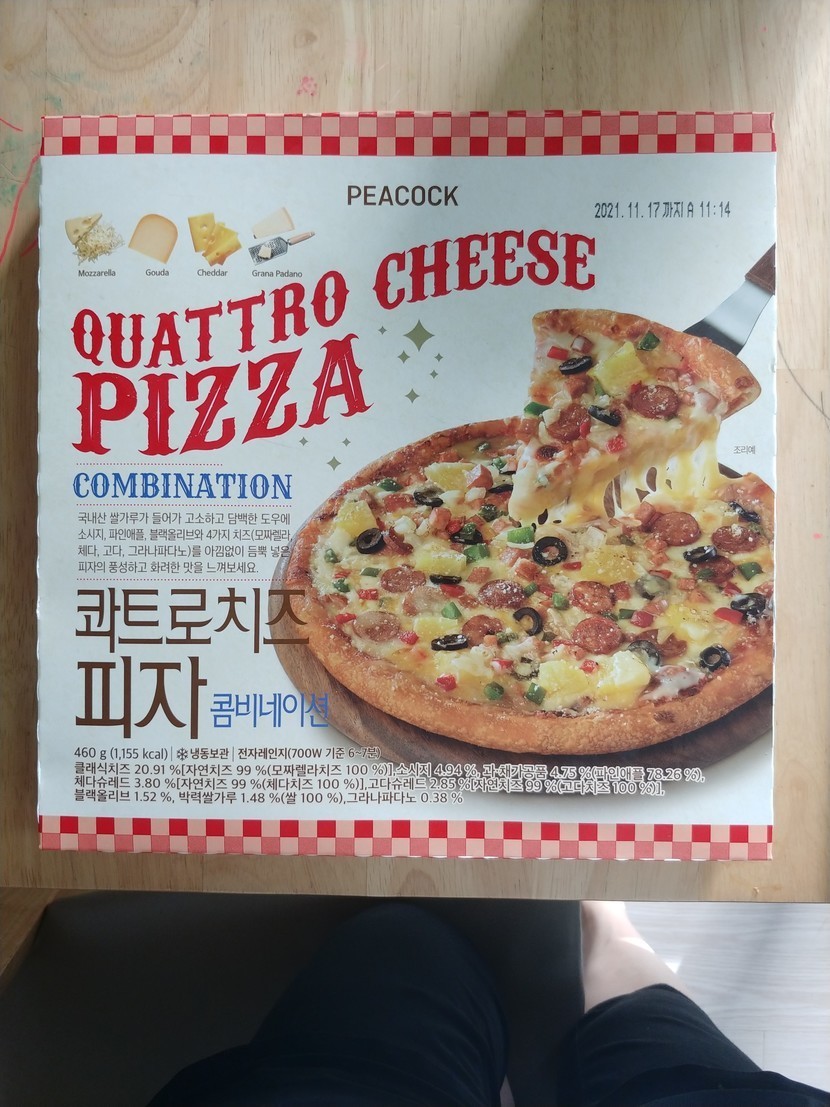 PEACOCK
2021.11.17 까지 A 11:14
Mozzarella Gouda Cheddar Grana Padano
QUATTRO CHEESE
PIZZA
COMBINATION
조리예
국내산 쌀가루가 들어가 고소하고 담백한 도우에
소시지, 파인애플, 블랙올리브와 4가지 치즈(모짜렐라,
체다, 고다, 그라나파다노)를 아낌없이 듬뿍 넣은
피자의 풍성하고 화려한 맛을 느껴보세요.
콰트로치즈
피자 콤비네이션
460 g (1,155 kcal) 냉동보관 전자레인지(700W 기준 6~7분)
클래식치즈 20.91 %[자연치즈 99 %(모짜렐라치즈 100 %)],소시지 4.94 %, 과·채가공품 4.75 %(파인애플 78.26 %),
체다슈레드 3.80 %[자연치즈 99 %(체다치즈 100 %)],고다슈레드 2.85 %[자연치즈 99 %(고다치즈 100 %)],
블랙올리브 1.52 %, 박력쌀가루 1.48 %(쌀 100 %),그라나파다노 0.38 %